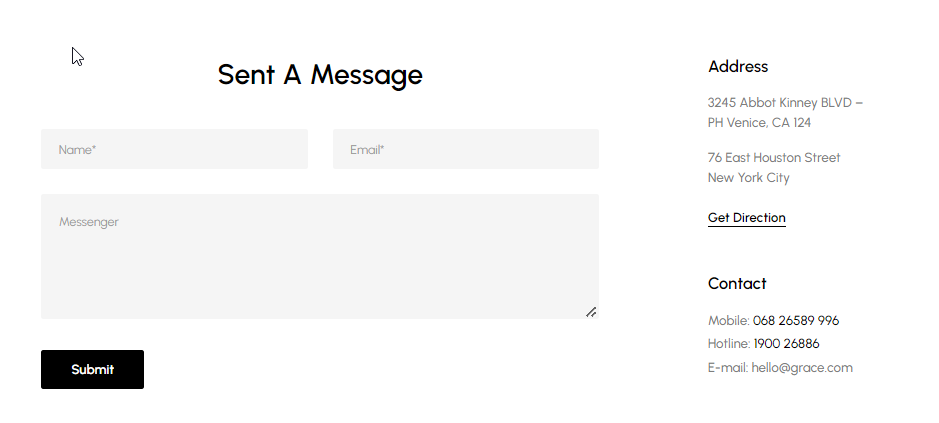 Sent A Message
Name*
Email*
Messenger
Submit
Address
3245 Abbot Kinney BLVD –
PH Venice, CA 124
76 East Houston Street
New York City
Get Direction
Contact
Mobile: 068 26589 996
Hotline: 1900 26886
E-mail: hello@grace.com